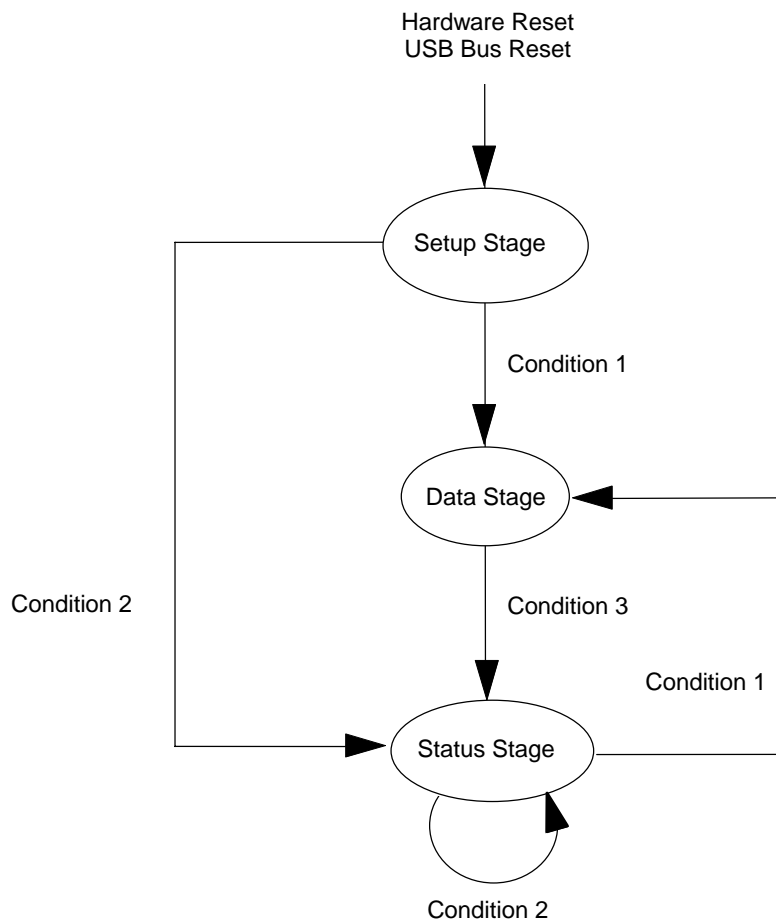 Hardware Reset
USB Bus Reset
Setup Stage
Condition 1
Data Stage
Condition 2
Condition 3
Condition 1
Status Stage
Condition 2